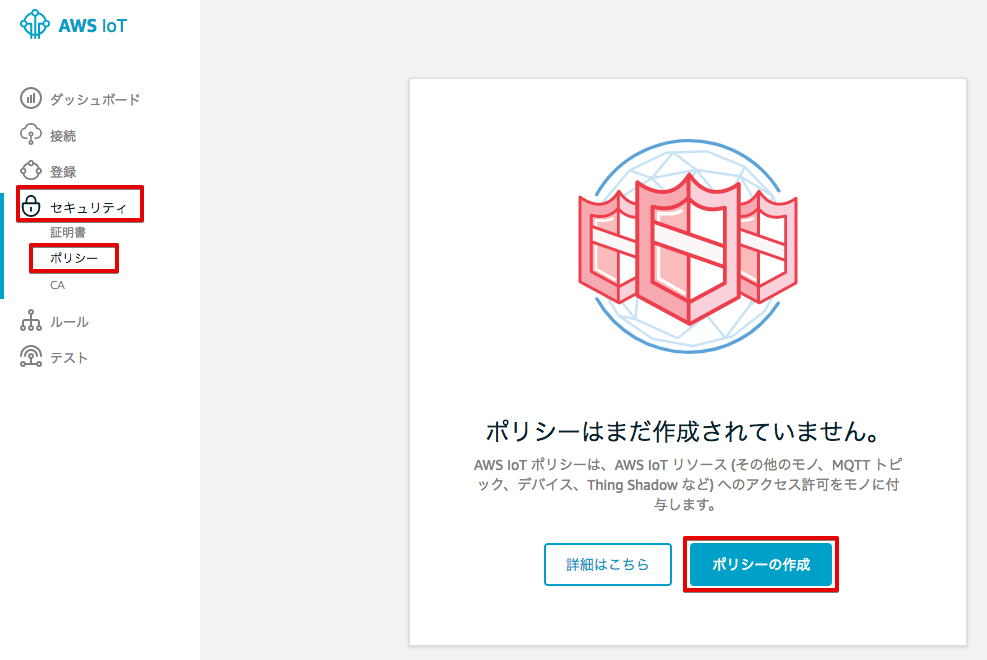 AWS IoT
ダッシュボード
接続
登録
セキュリティ
証明書
ポリシー
CA
ルール
テスト
ポリシーはまだ作成されていません。
AWS IoT ポリシーは、AWS IoT リソース (その他のモノ、MQTT トピ
ック、デバイス、Thing Shadow など) へのアクセス許可をモノに付
与します。
詳細はこちら
ポリシーの作成